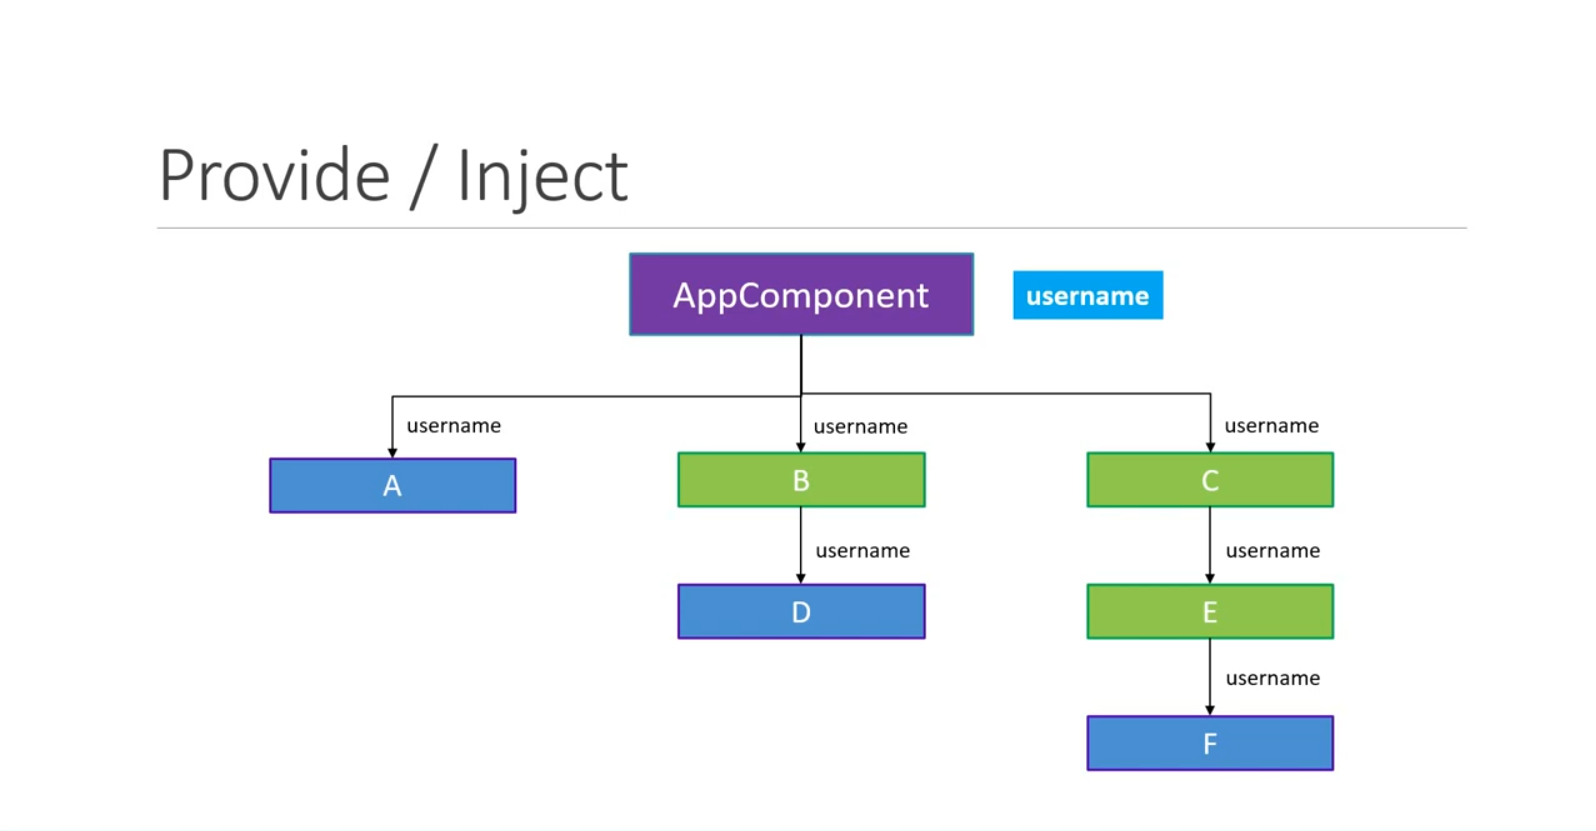 Provide / Inject
AppComponent
username
username
username
username
A
B
C
username
username
D
E
username
F